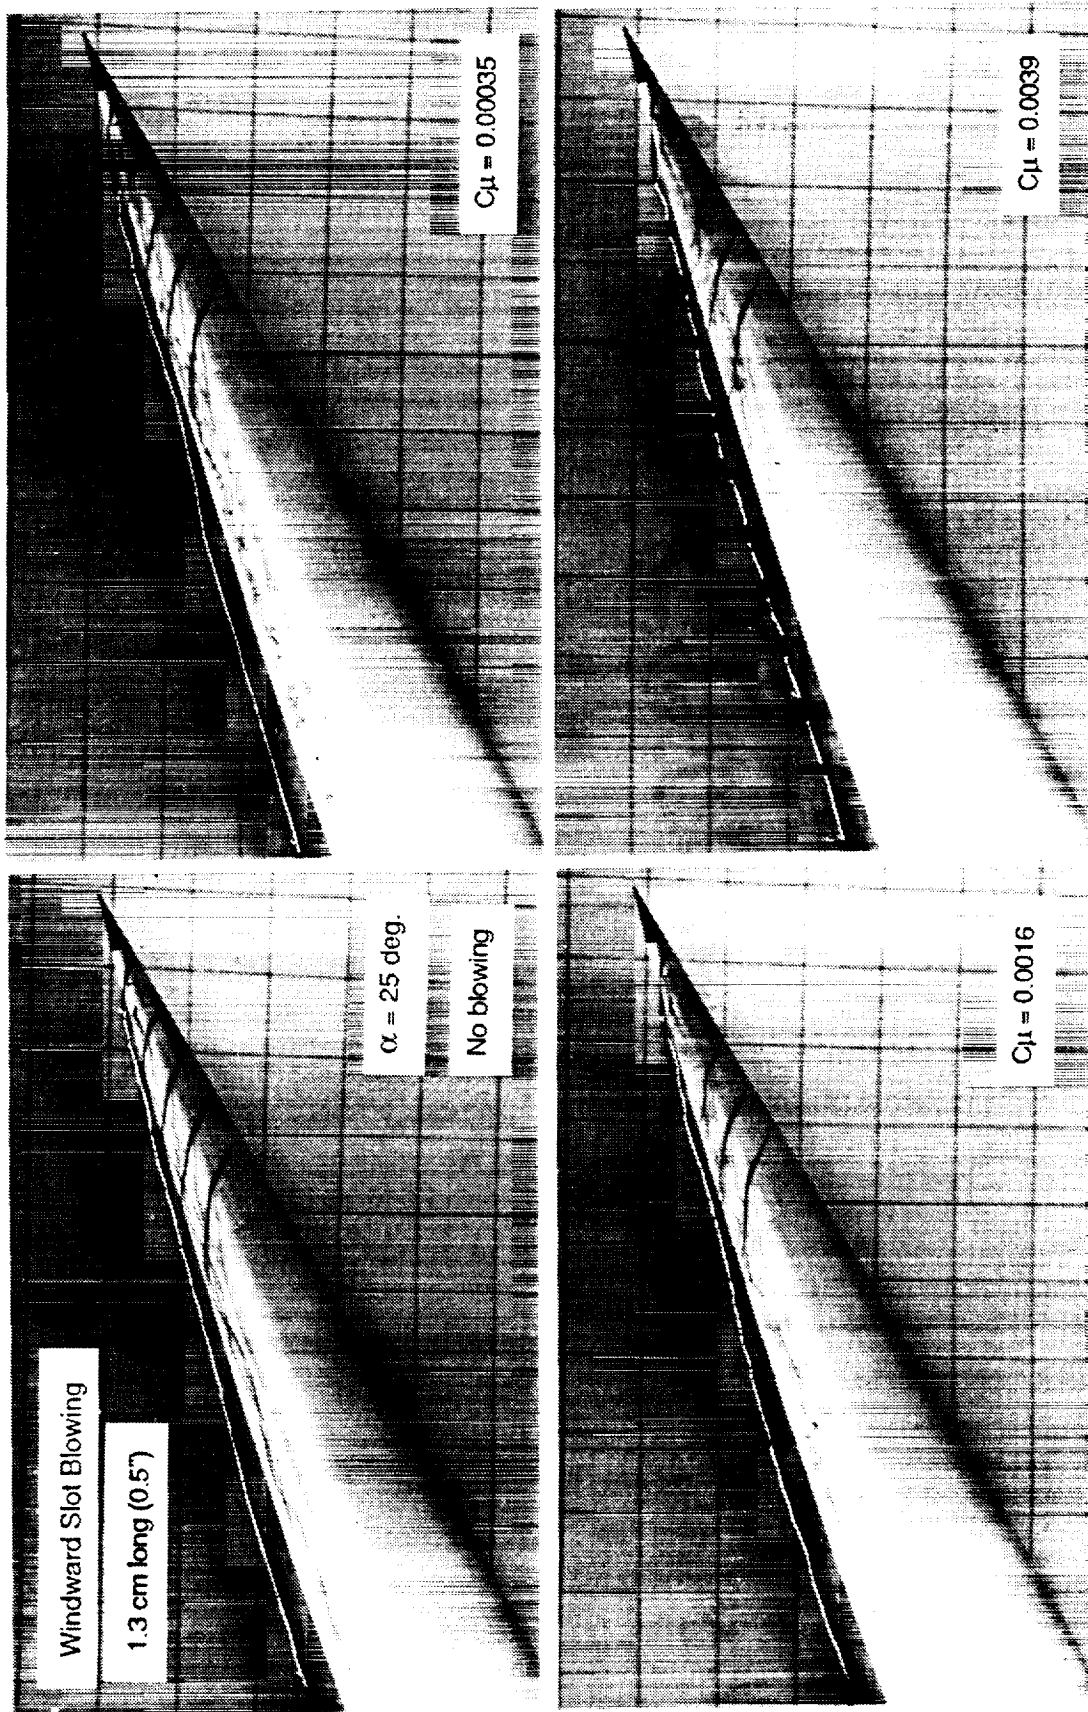 Windward Slot Blowing
1.3 cm long (0.5")
α = 25 deg.
No blowing
Cμ = 0.00035
Cμ = 0.0016
Cμ = 0.0039